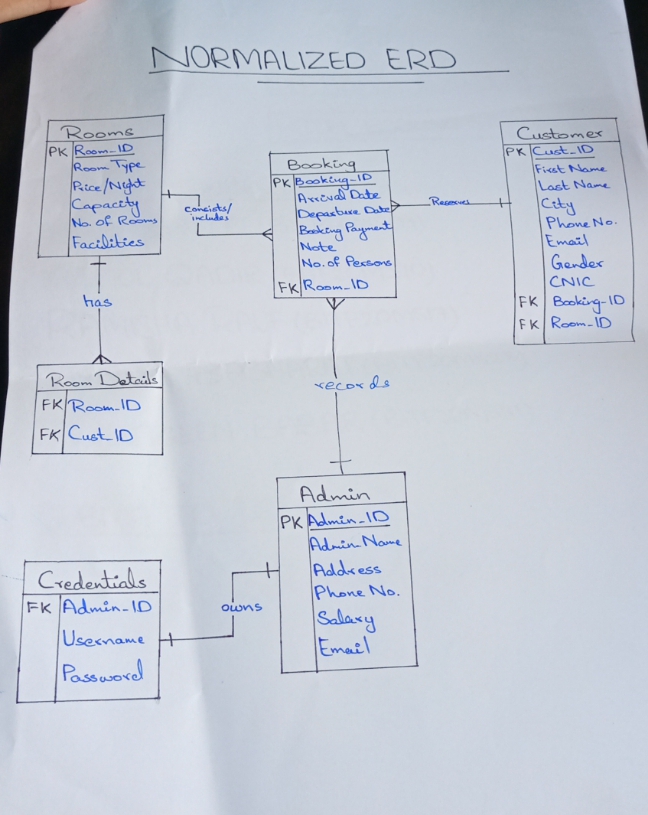 NORMALIZED ERD
Rooms
PK Room_ID
Room Type
Price/Night
Capacity
No. of Rooms
Facilities
consists/
includes
Booking
PK Booking_ID
Arrival Date
Departure Date
Booking Payment
Note
No. of Persons
FK Room_ID
Reserves
Customer
PK Cust_ID
First Name
Last Name
City
Phone No.
Email
Gender
CNIC
FK Booking_ID
FK Room_ID
has
Room Details
FK Room_ID
FK Cust_ID
records
Admin
PK Admin_ID
Admin Name
Address
Phone No.
Salary
Email
owns
Credentials
FK Admin_ID
Username
Password